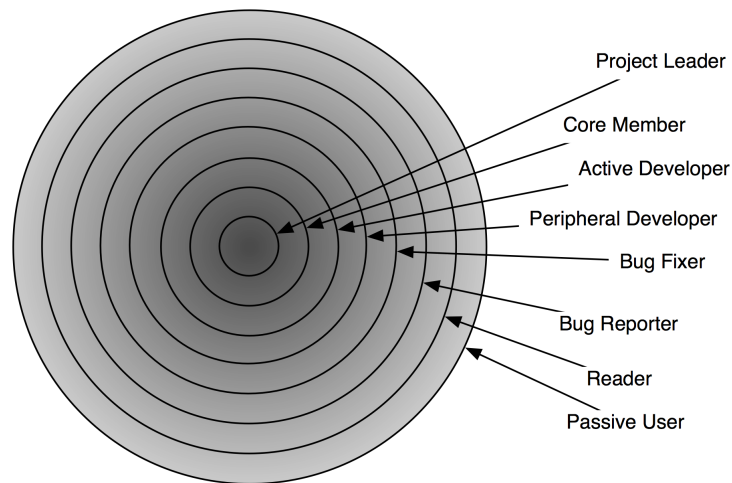 Project Leader
Core Member
Active Developer
Peripheral Developer
Bug Fixer
Bug Reporter
Reader
Passive User